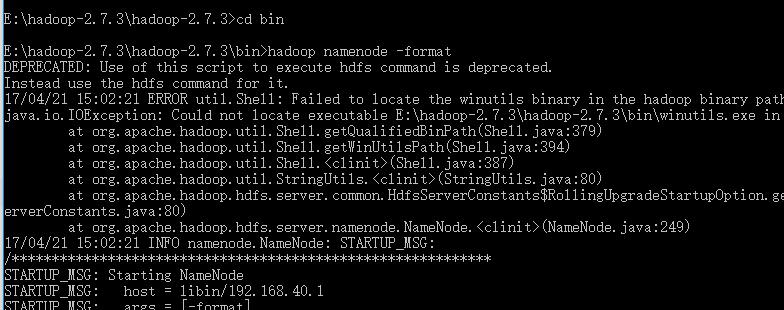 E:\hadoop-2.7.3\hadoop-2.7.3>cd bin
E:\hadoop-2.7.3\hadoop-2.7.3\bin>hadoop namenode -format
DEPRECATED: Use of this script to execute hdfs command is deprecated.
Instead use the hdfs command for it.
17/04/21 15:02:21 ERROR util.Shell: Failed to locate the winutils binary in the hadoop binary path
java.io.IOException: Could not locate executable E:\hadoop-2.7.3\hadoop-2.7.3\bin\winutils.exe in
at org.apache.hadoop.util.Shell.getQualifiedBinPath(Shell.java:379)
at org.apache.hadoop.util.Shell.getWinUtilsPath(Shell.java:394)
at org.apache.hadoop.util.Shell.<clinit>(Shell.java:387)
at org.apache.hadoop.util.StringUtils.<clinit>(StringUtils.java:80)
at org.apache.hadoop.hdfs.server.common.HdfsServerConstants$RollingUpgradeStartupOption.ge
erverConstants.java:80)
at org.apache.hadoop.hdfs.server.namenode.NameNode.<clinit>(NameNode.java:249)
17/04/21 15:02:21 INFO namenode.NameNode: STARTUP_MSG:
/************************************************************
STARTUP_MSG: Starting NameNode
STARTUP_MSG:   host = libin/192.168.40.1
STARTUP_MSG:   args = [-format]